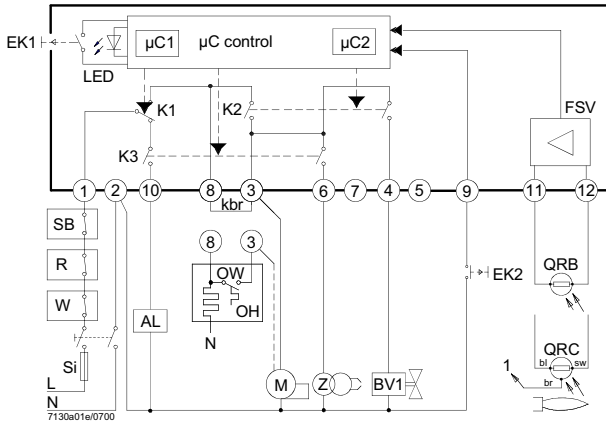 EK1
LED
µC1
µC control
µC2
FSV
K1
K2
K3
1
2
10
8
3
6
7
4
5
9
11
12
kbr
SB
R
W
Si
L
N
7130a01e/0700
AL
8
3
OW
OH
N
M
Z
BV1
EK2
QRB
QRC
bl
sw
br
1